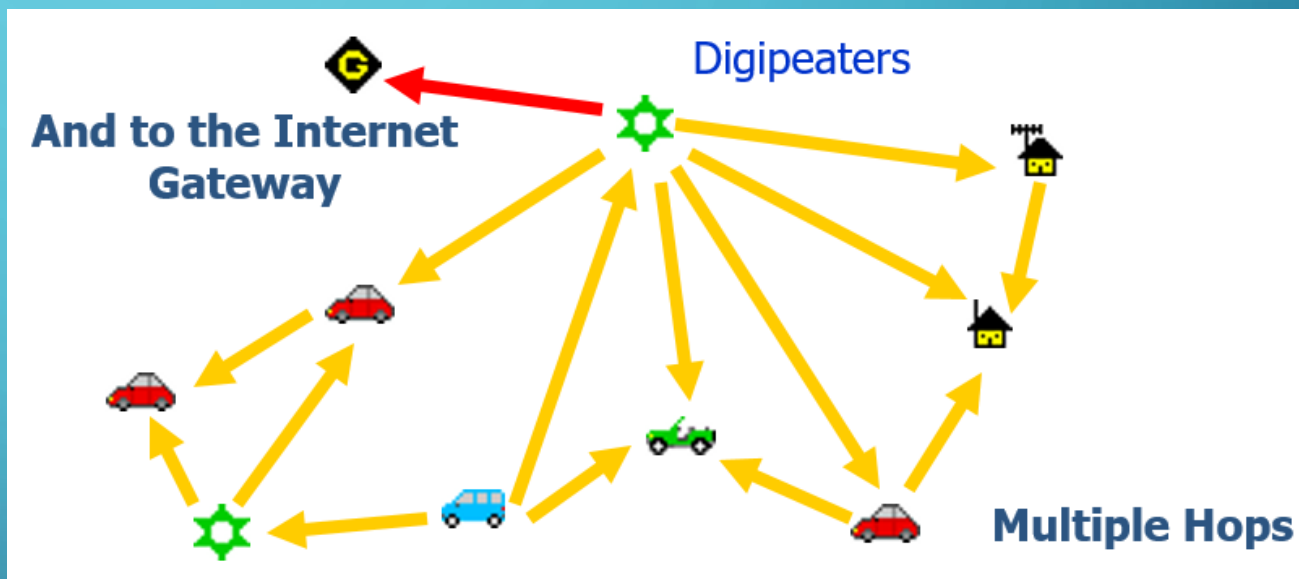 G
Digipeaters
And to the Internet
Gateway
Multiple Hops